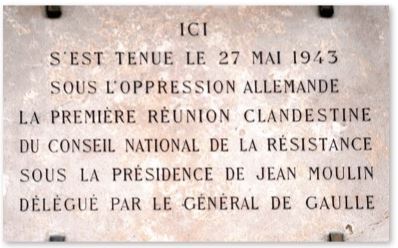 ICI
S'EST TENUE LE 27 MAI 1943
SOUS L'OPPRESSION ALLEMANDE
LA PREMIÈRE RÉUNION CLANDESTINE
DU CONSEIL NATIONAL DE LA RÉSISTANCE
SOUS LA PRÉSIDENCE DE JEAN MOULIN
DÉLÉGUÉ PAR LE GÉNÉRAL DE GAULLE